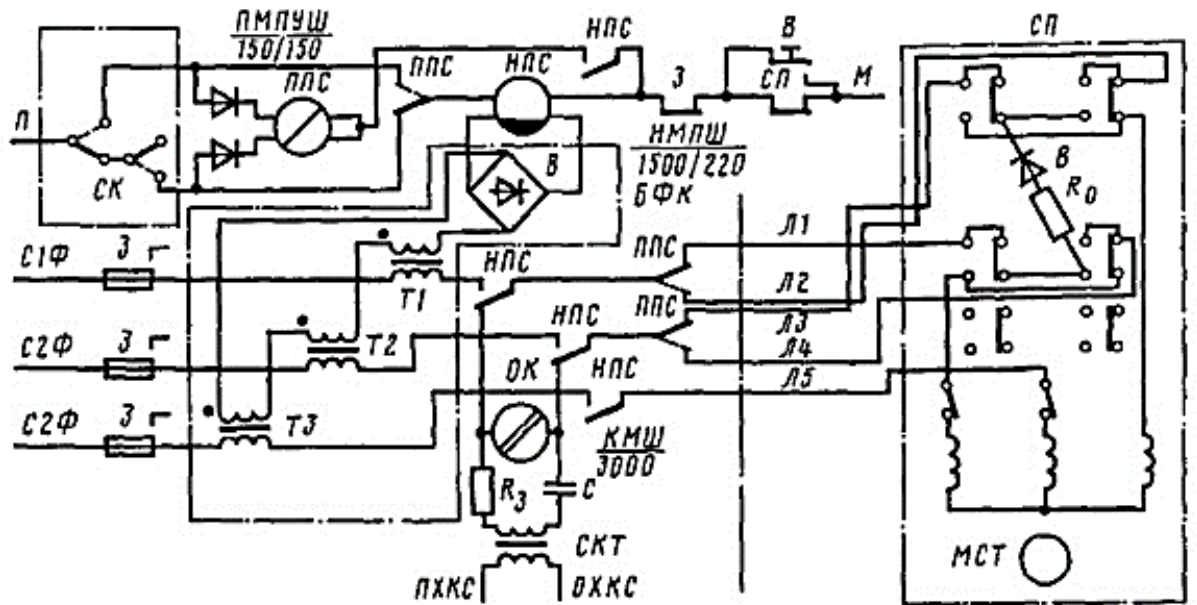 ПМПУШ
150/150
НПС
В
СП
ППС
ППС
НПС
З
СП
М
П
СК
НМПШ
1500/220
БФК
В
В
R0
С1Ф
З
Т1
НПС
ППС
Л1
Л2
С2Ф
З
Т2
НПС
ППС
Л3
Л4
ОК
НПС
Л5
С2Ф
З
Т3
КМШ
3000
R3
С
СКТ
ПХКС
ОХКС
МСТ